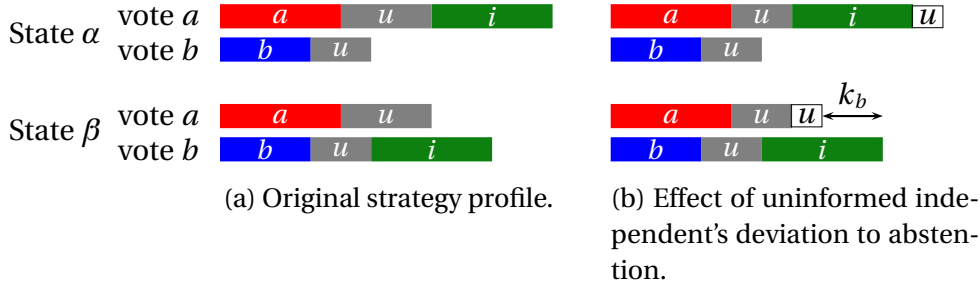 State α
vote a
a u i
u
vote b
b u
a u i u
b u
State β
vote a
a u
vote b
b u i
a u u
k_b
b u i
(a) Original strategy profile.
(b) Effect of uninformed inde-
pendent's deviation to absten-
tion.